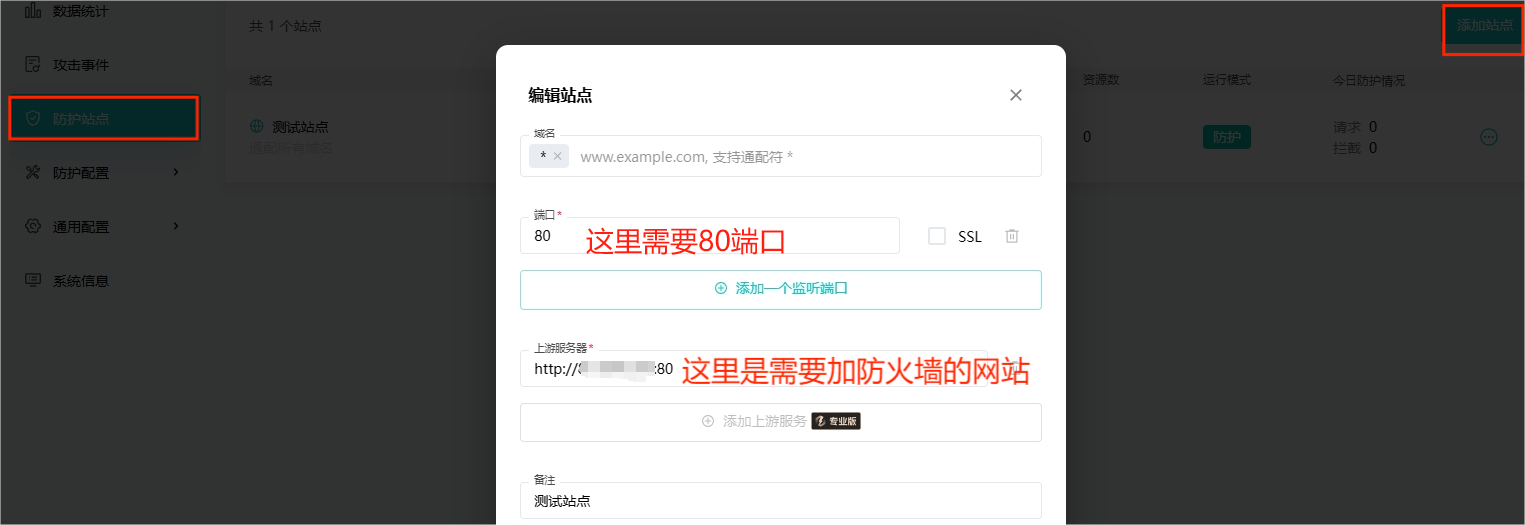 数据统计
攻击事件
防护站点
防护配置
通用配置
系统信息
共 1 个站点
添加站点
域名
资源数
运行模式
今日防护情况
测试站点
通配所有域名
0
防护
请求 0
拦截 0
编辑站点
域名
* www.example.com, 支持通配符 *
端口*
80
这里需要80端口
SSL
添加一个监听端口
上游服务器*
http:// :80
这里是需要加防火墙的网站
添加上游服务 专业版
备注
测试站点